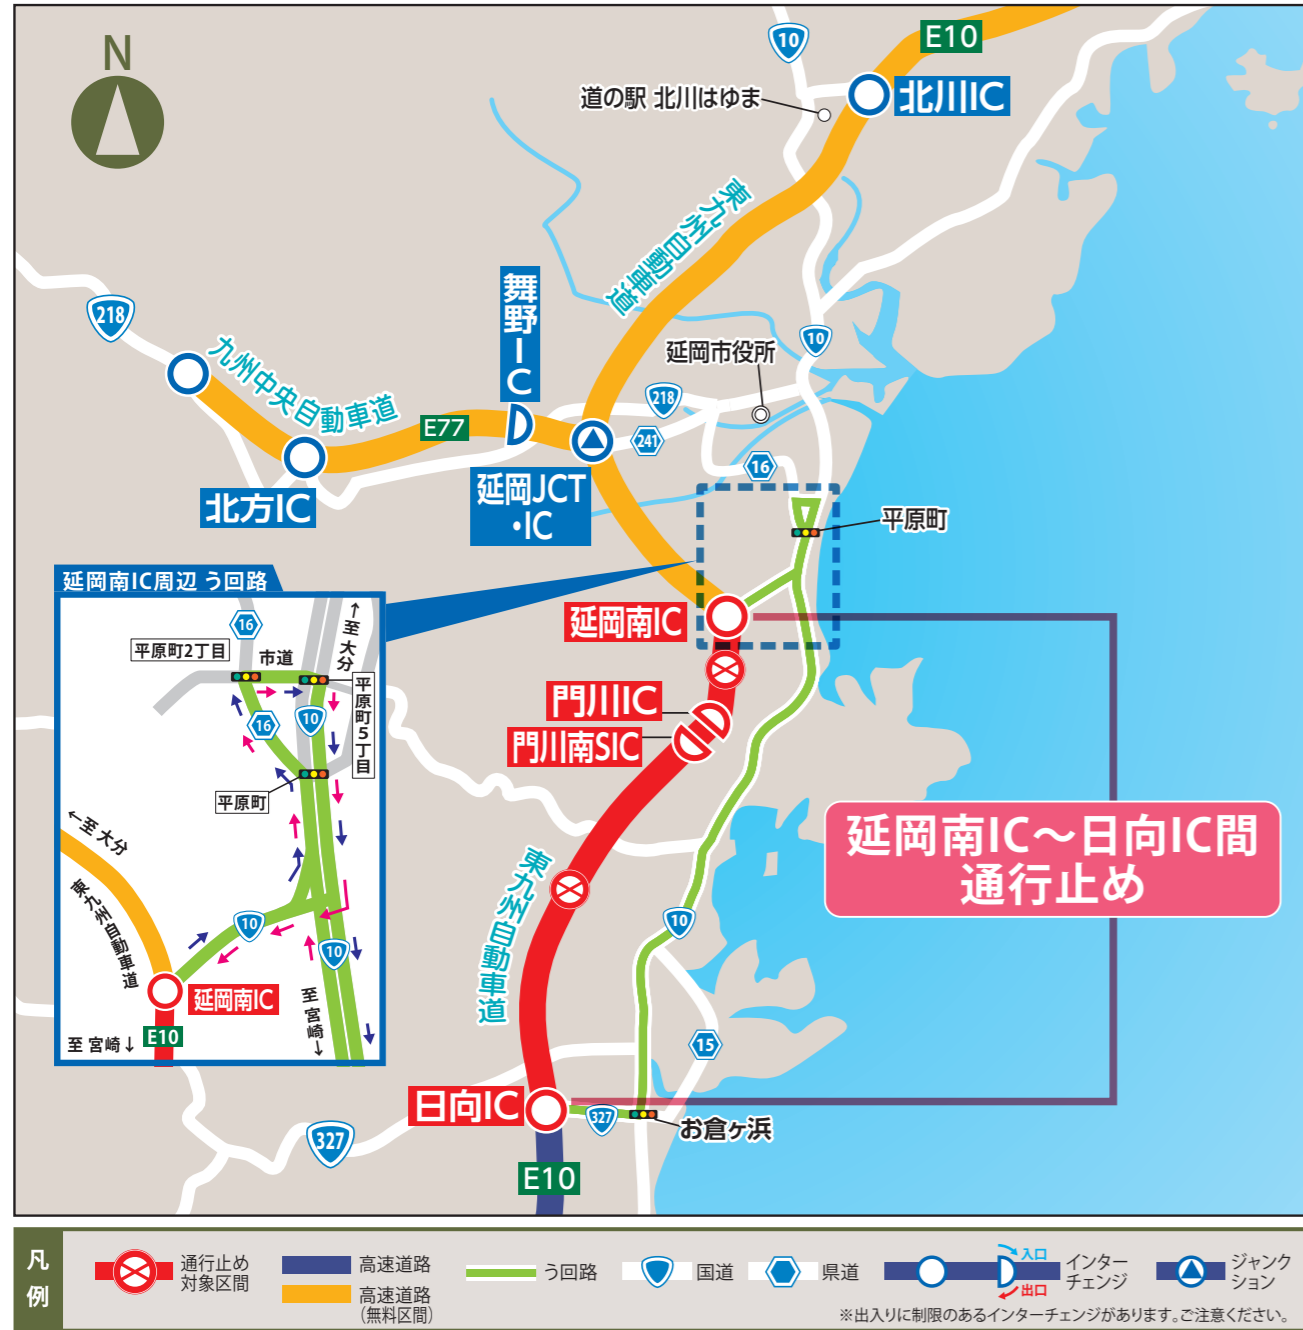 N
10
E10
北川IC
道の駅 北川はゆま
東九州自動車道
218
九州中央自動車道
舞野IC
E77
延岡市役所
10
218
241
16
北方IC
延岡JCT
・IC
平原町
延岡南IC周辺 う回路
16
平原町2丁目
市道
↑至 大分
平原町5丁目
16
10
平原町
←至 大分
東九州自動車道
10
10
延岡南IC
E10
至 宮崎↓
至 宮崎↓
延岡南IC
門川IC
門川南SIC
延岡南IC～日向IC間
通行止め
東九州自動車道
10
15
日向IC
327
お倉ヶ浜
327
E10
凡例
通行止め
対象区間
高速道路
高速道路
(無料区間)
う回路
国道
県道
入口
出口
インター
チェンジ
ジャンク
ション
※出入りに制限のあるインターチェンジがあります。ご注意ください。